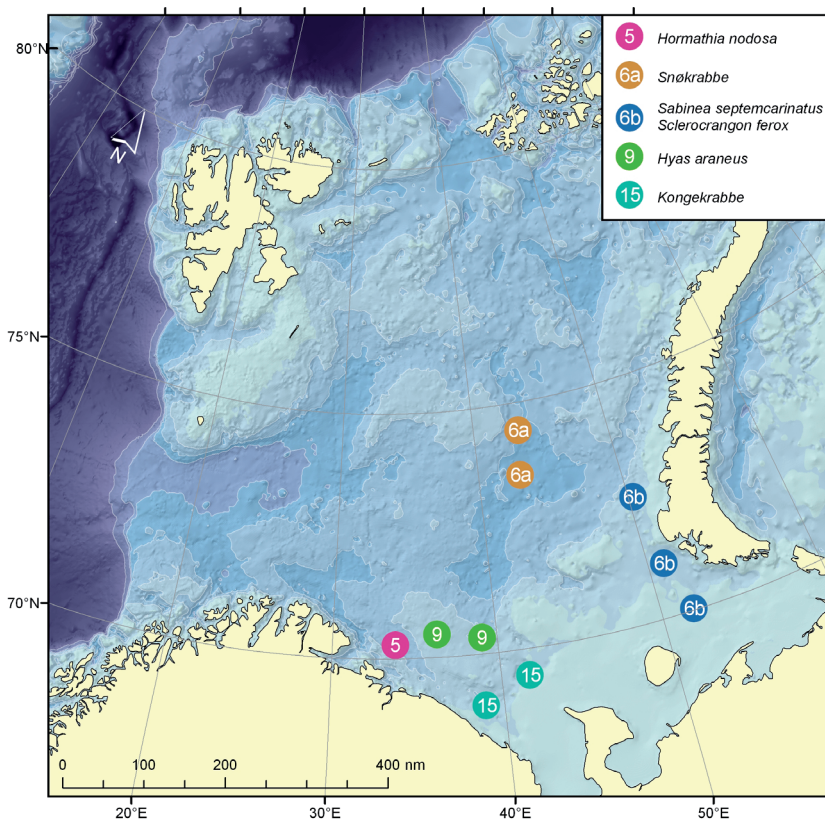 80°N
75°N
70°N
N
5 Hormathia nodosa
6a Snøkrabbe
6b Sabinea septemcarinatus
Sclerocrangon ferox
9 Hyas araneus
15 Kongekrabbe
6a
6a
6b
6b
6b
5
9
9
15
15
0 100 200 400 nm
20°E 30°E 40°E 50°E